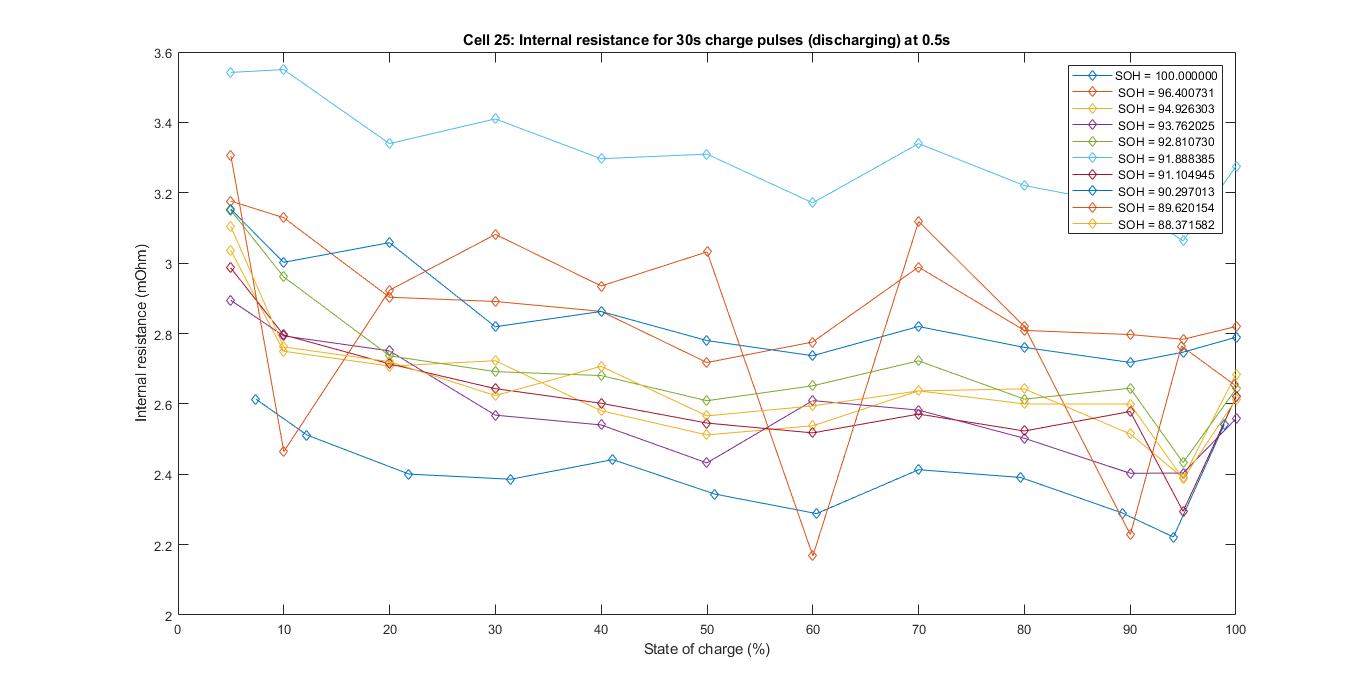 Cell 25: Internal resistance for 30s charge pulses (discharging) at 0.5s
3.6
3.4
3.2
3
2.8
2.6
2.4
2.2
2
Internal resistance (mOhm)
SOH = 100.000000
SOH = 96.400731
SOH = 94.926303
SOH = 93.762025
SOH = 92.810730
SOH = 91.888385
SOH = 91.104945
SOH = 90.297013
SOH = 89.620154
SOH = 88.371582
0 10 20 30 40 50 60 70 80 90 100
State of charge (%)